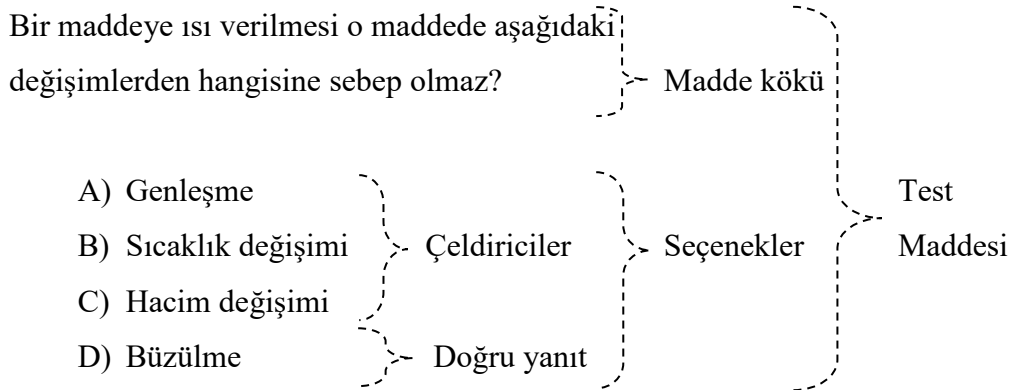 Bir maddeye ısı verilmesi o maddede aşağıdaki
değişimlerden hangisine sebep olmaz?
Madde kökü
A) Genleşme
B) Sıcaklık değişimi
C) Hacim değişimi
D) Büzülme
Çeldiriciler
Doğru yanıt
Seçenekler
Test
Maddesi